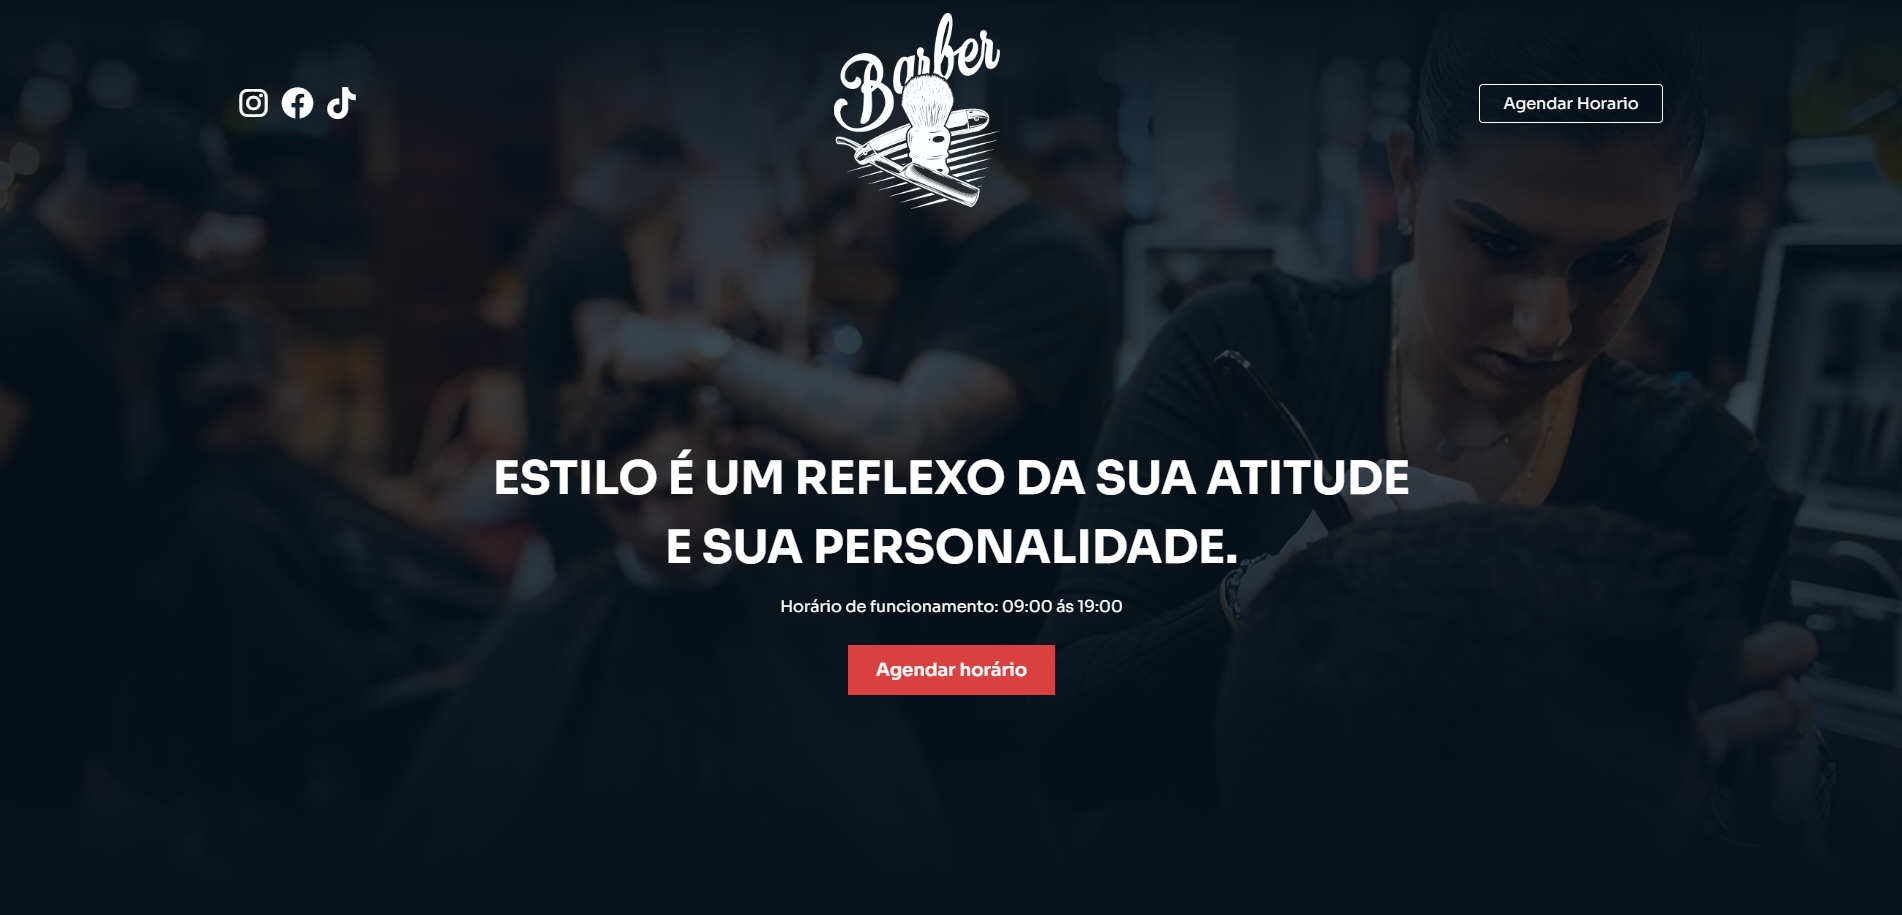 Barber
Agendar Horario
ESTILO É UM REFLEXO DA SUA ATITUDE
E SUA PERSONALIDADE.
Horário de funcionamento: 09:00 ás 19:00
Agendar horário